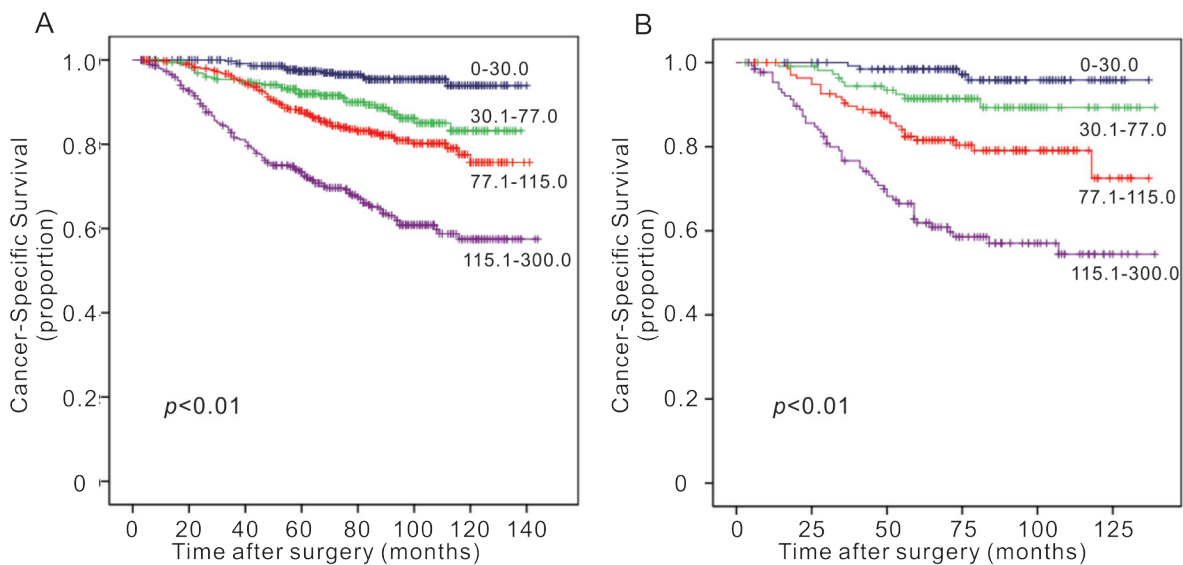 A
Cancer-Specific Survival
(proportion)
1.0
0.8
0.6
0.4
0.2
0
0-30.0
30.1-77.0
77.1-115.0
115.1-300.0
p<0.01
0 20 40 60 80 100 120 140
Time after surgery (months)
B
Cancer-Specific Survival
(proportion)
1.0
0.8
0.6
0.4
0.2
0
0-30.0
30.1-77.0
77.1-115.0
115.1-300.0
p<0.01
0 25 50 75 100 125
Time after surgery (months)